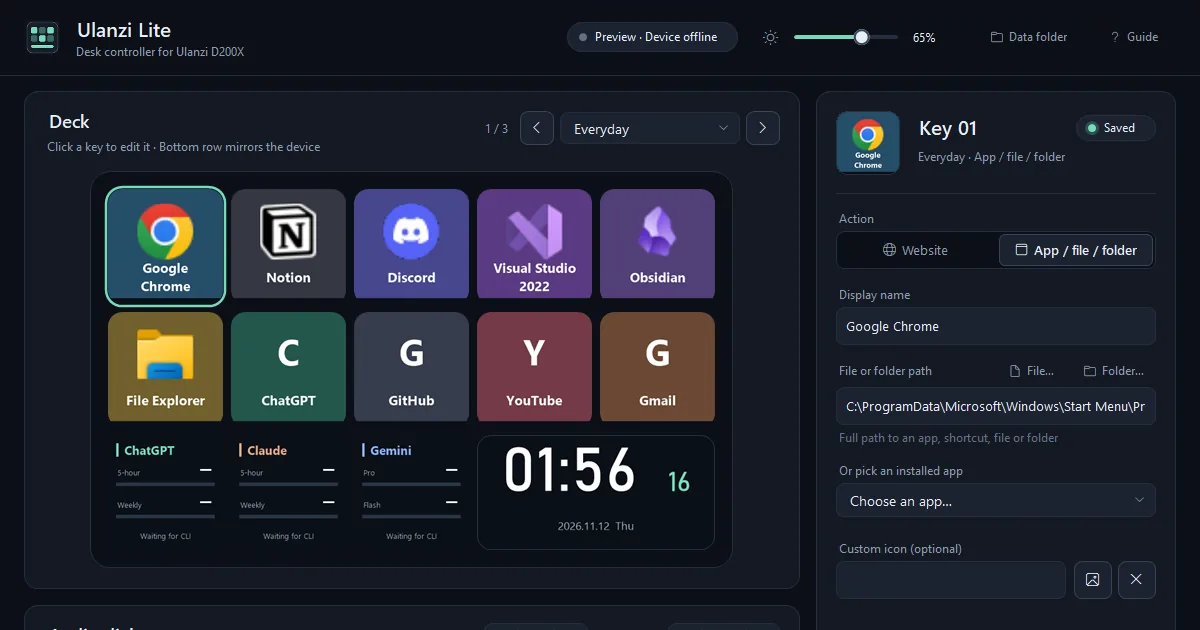 Ulanzi Lite
Desk controller for Ulanzi D200X
Preview · Device offline
65%
Data folder
? Guide
Deck
Click a key to edit it · Bottom row mirrors the device
1 / 3
Everyday
Google
Chrome
Notion
Discord
Visual Studio
2022
Obsidian
File Explorer
C
ChatGPT
G
GitHub
Y
YouTube
G
Gmail
ChatGPT
5-hour —
Weekly —
Waiting for CLI
Claude
5-hour —
Weekly —
Waiting for CLI
Gemini
Pro —
Flash —
Waiting for CLI
01:56 16
2026.11.12 Thu
Google
Chrome
Key 01
Saved
Everyday · App / file / folder
Action
Website
App / file / folder
Display name
Google Chrome
File or folder path
File...
Folder...
C:\ProgramData\Microsoft\Windows\Start Menu\Pr
Full path to an app, shortcut, file or folder
Or pick an installed app
Choose an app...
Custom icon (optional)